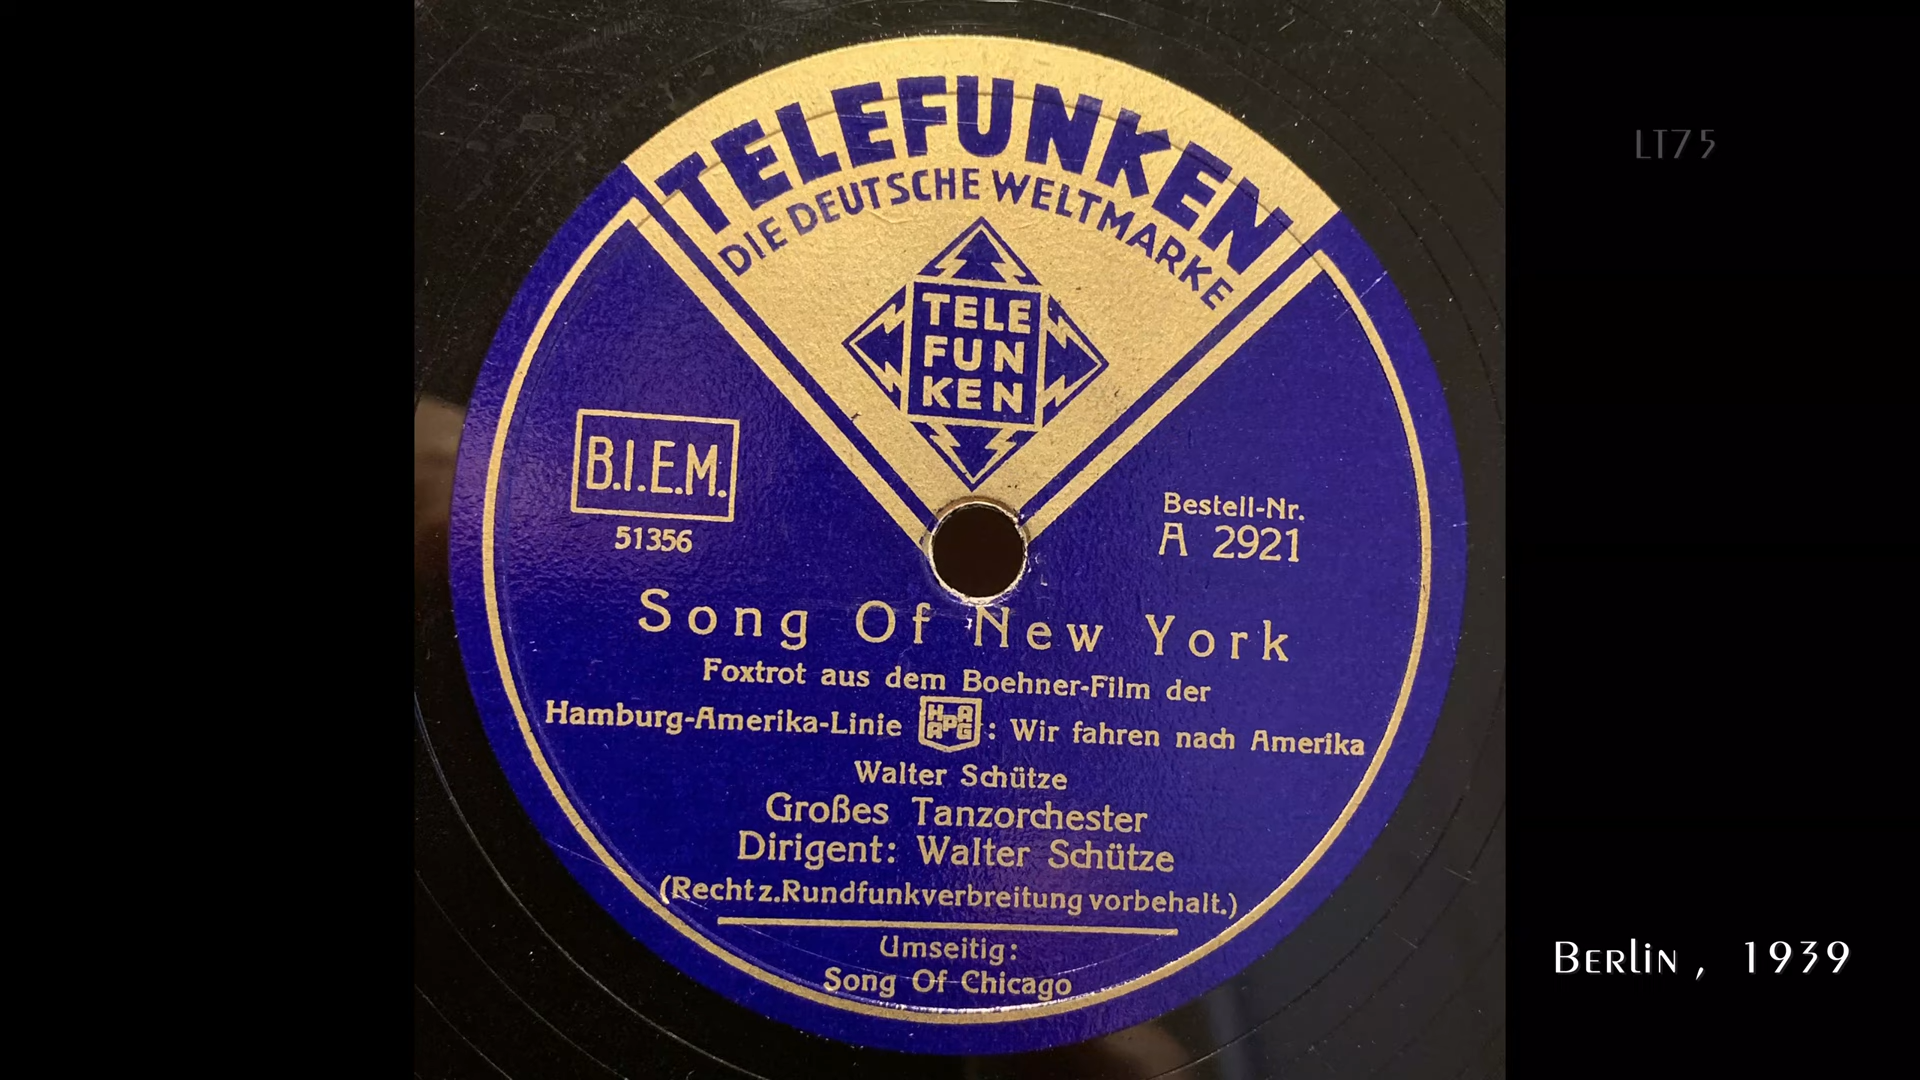 TELEFUNKEN
DIE DEUTSCHE WELTMARKE
TELE
FUN
KEN
B.I.E.M.
51356
Bestell-Nr.
A 2921
Song Of New York
Foxtrot aus dem Boehner-Film der
Hamburg-Amerika-Linie HAPAG: Wir fahren nach Amerika
Walter Schütze
Großes Tanzorchester
Dirigent: Walter Schütze
(Recht z. Rundfunkverbreitung vorbehalt.)
Umseitig:
Song Of Chicago
LT75
Berlin, 1939